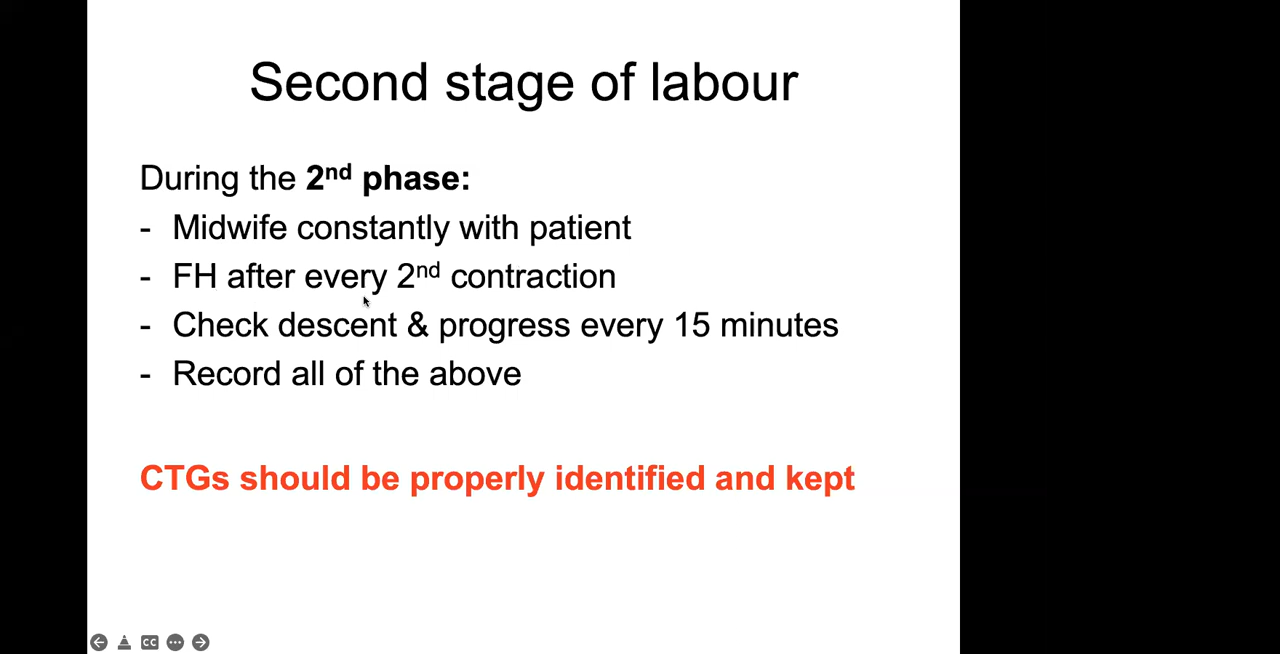 Second stage of labour
During the 2nd phase:
- Midwife constantly with patient
- FH after every 2nd contraction
- Check descent & progress every 15 minutes
- Record all of the above
CTGs should be properly identified and kept
CC